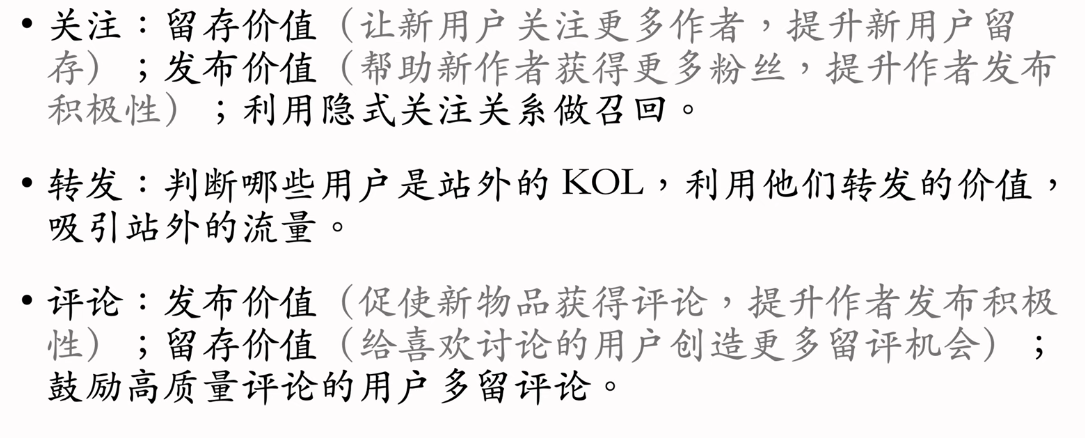 • 关注：留存价值（让新用户关注更多作者，提升新用户留
存）；发布价值（帮助新作者获得更多粉丝，提升作者发布
积极性）；利用隐式关注关系做召回。
• 转发：判断哪些用户是站外的 KOL，利用他们转发的价值，
吸引站外的流量。
• 评论：发布价值（促使新物品获得评论，提升作者发布积极
性）；留存价值（给喜欢讨论的用户创造更多留评机会）；
鼓励高质量评论的用户多留评论。